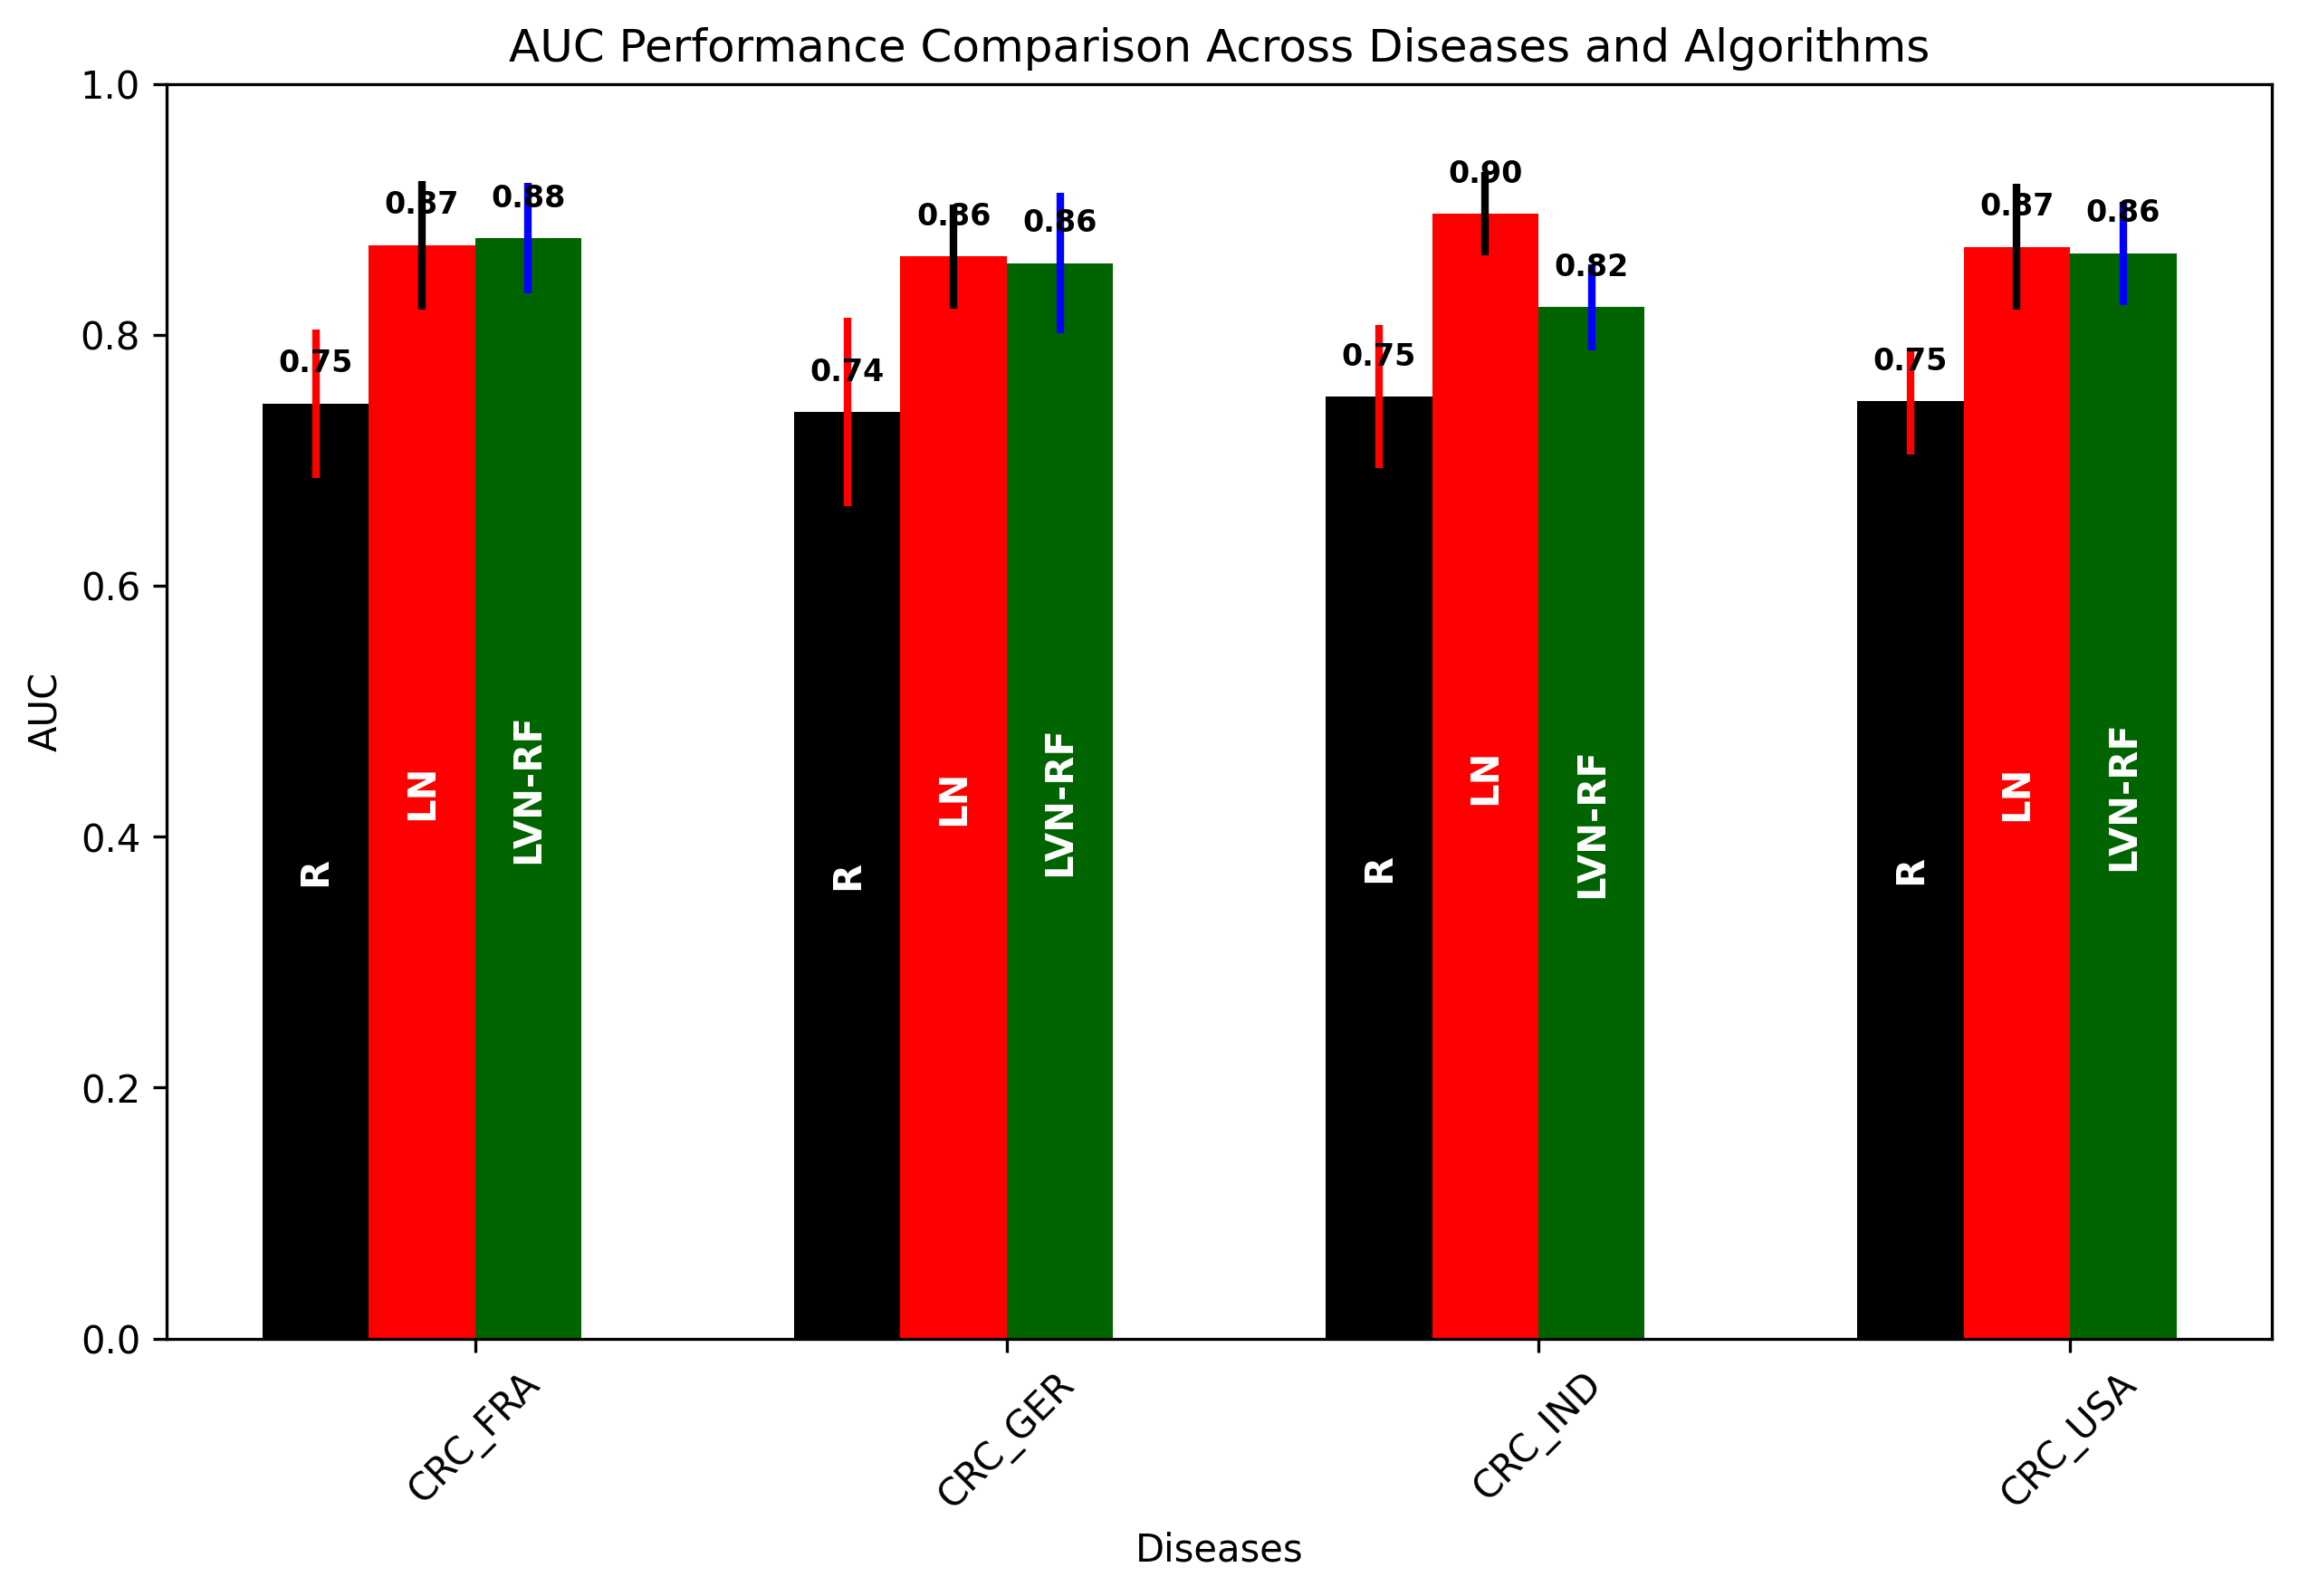 AUC Performance Comparison Across Diseases and Algorithms
1.0
0.8
0.6
0.4
0.2
0.0
AUC
0.75
0.87
0.88
0.74
0.86
0.86
0.75
0.90
0.82
0.75
0.87
0.86
R
LN
LVN-RF
R
LN
LVN-RF
R
LN
LVN-RF
R
LN
LVN-RF
CRC_FRA
CRC_GER
CRC_IND
CRC_USA
Diseases